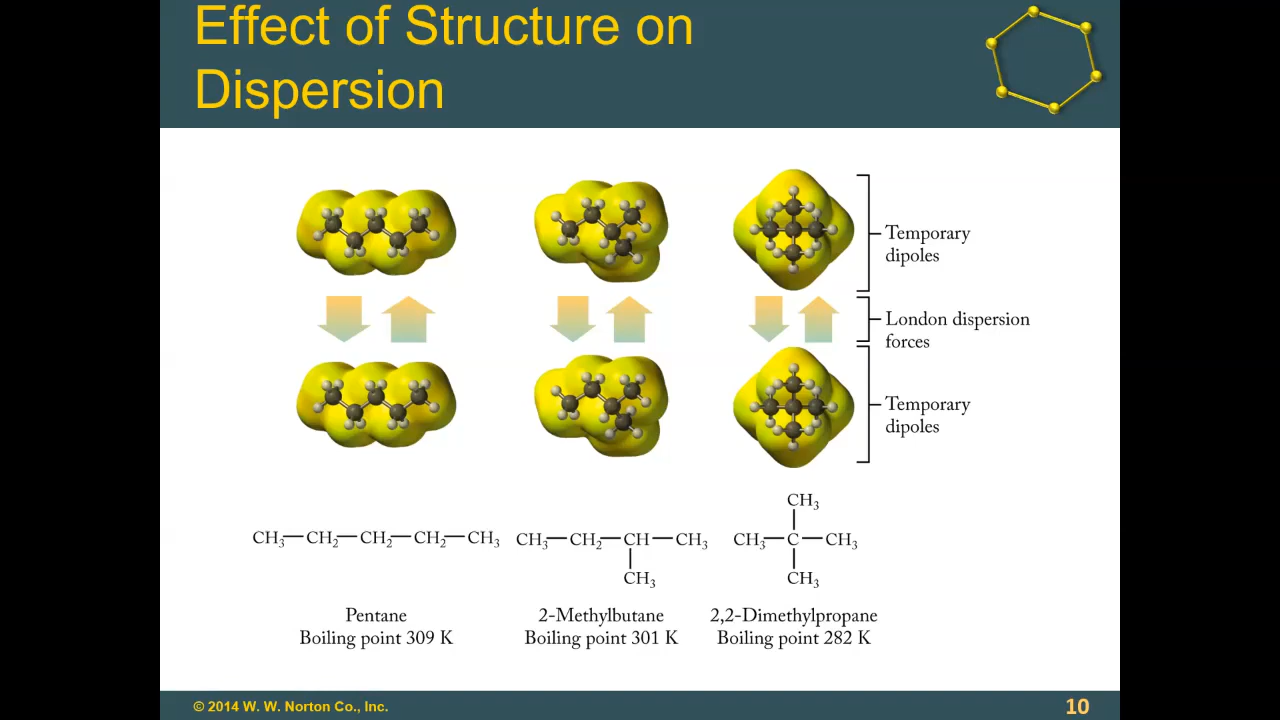 Effect of Structure on
Dispersion
Temporary
dipoles
London dispersion
forces
Temporary
dipoles
CH₃—CH₂—CH₂—CH₂—CH₃
CH₃—CH₂—CH—CH₃
CH₃
CH₃
CH₃—C—CH₃
CH₃
Pentane
Boiling point 309 K
2-Methylbutane
Boiling point 301 K
2,2-Dimethylpropane
Boiling point 282 K
© 2014 W. W. Norton Co., Inc.
10